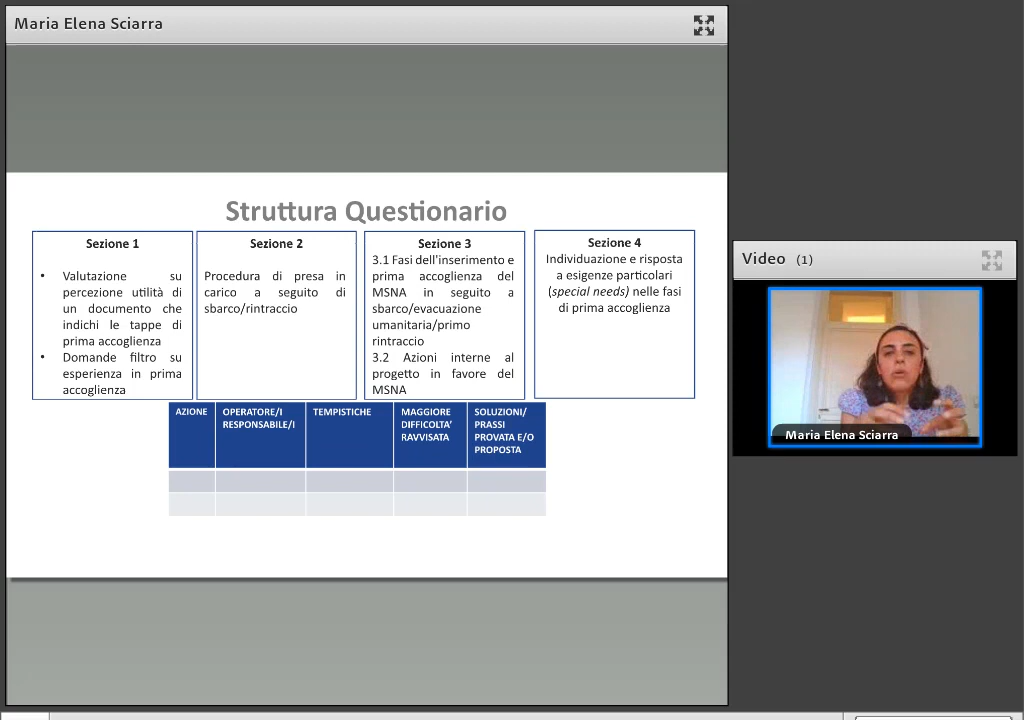 Maria Elena Sciarra
Struttura Questionario
Sezione 1
• Valutazione su
percezione utilità di
un documento che
indichi le tappe di
prima accoglienza
• Domande filtro su
esperienza in prima
accoglienza
Sezione 2
Procedura di presa in
carico a seguito di
sbarco/rintraccio
Sezione 3
3.1 Fasi dell'inserimento e
prima accoglienza del
MSNA in seguito a
sbarco/evacuazione
umanitaria/primo
rintraccio
3.2 Azioni interne al
progetto in favore del
MSNA
Sezione 4
Individuazione e risposta
a esigenze particolari
(special needs) nelle fasi
di prima accoglienza
AZIONE
OPERATORE/I
RESPONSABILE/I
TEMPISTICHE
MAGGIORE
DIFFICOLTA'
RAVVISATA
SOLUZIONI/
PRASSI
PROVATA E/O
PROPOSTA
Video (1)
Maria Elena Sciarra